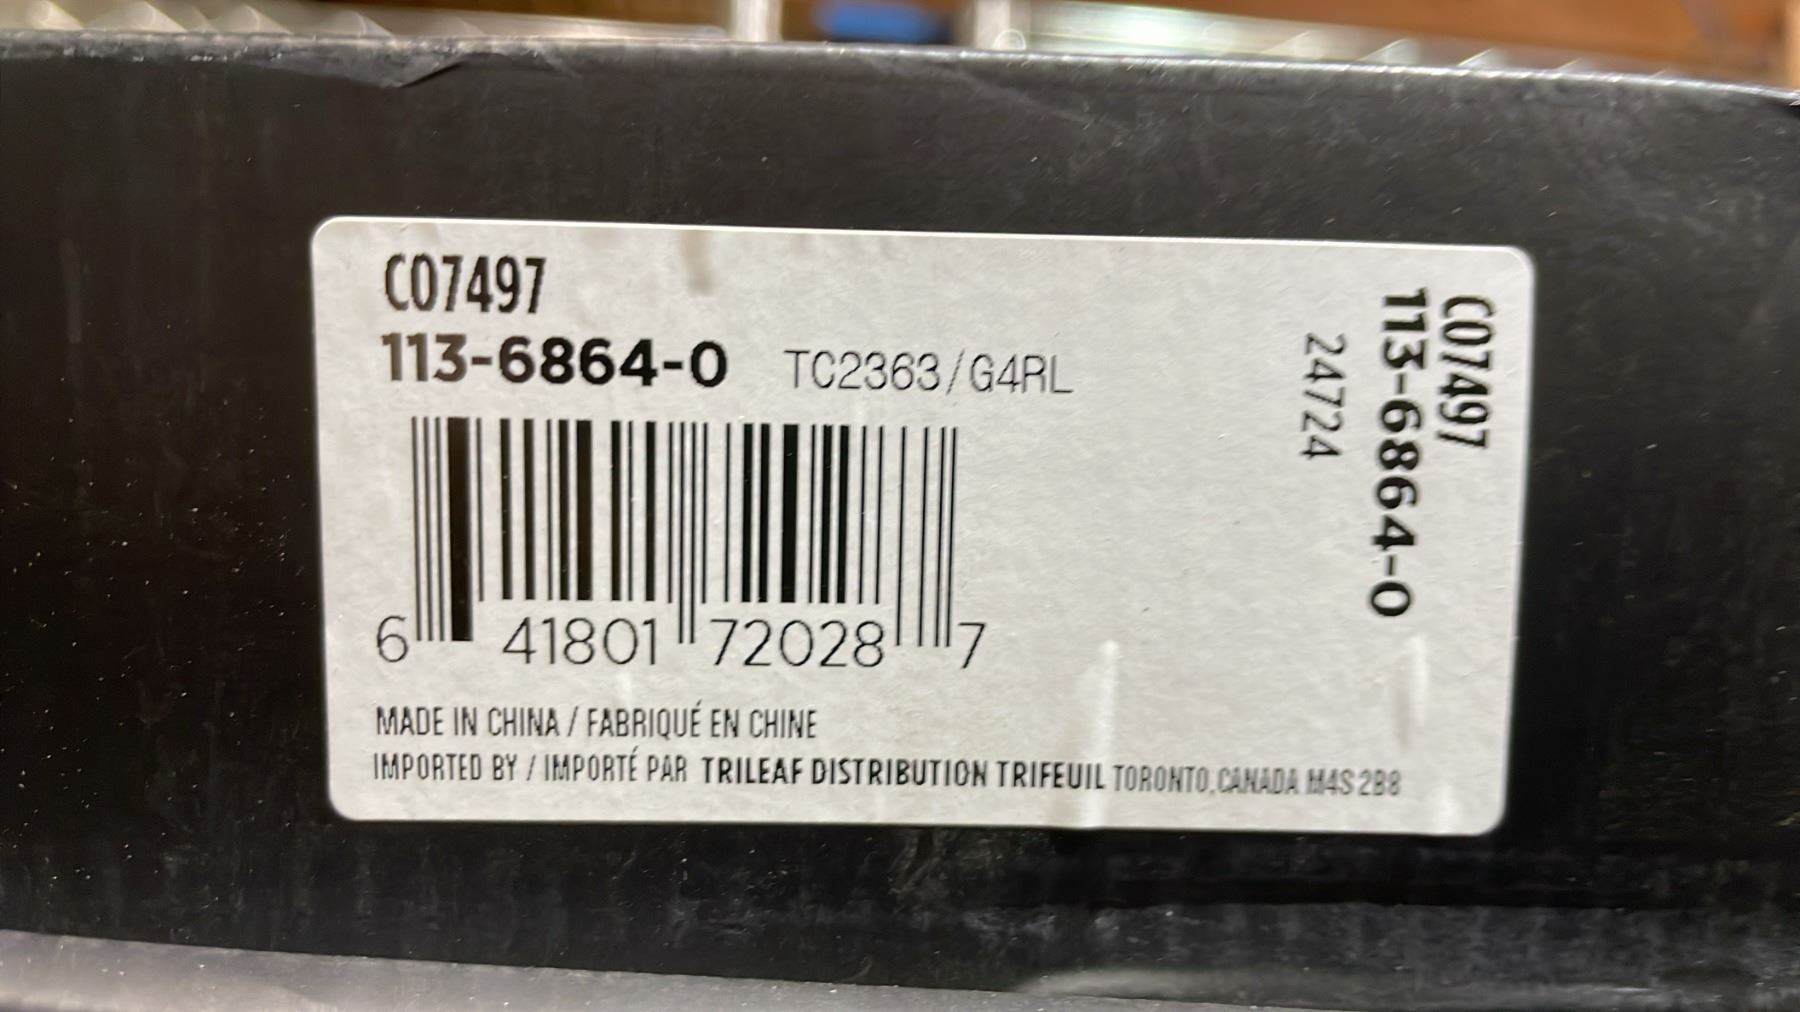 C07497
113-6864-0 TC2363/G4RL
6 41801 72028 7
MADE IN CHINA / FABRIQUÉ EN CHINE
IMPORTED BY / IMPORTÉ PAR TRILEAF DISTRIBUTION TRIFEUIL TORONTO, CANADA M4S 2B8
C07497
113-6864-0
24724